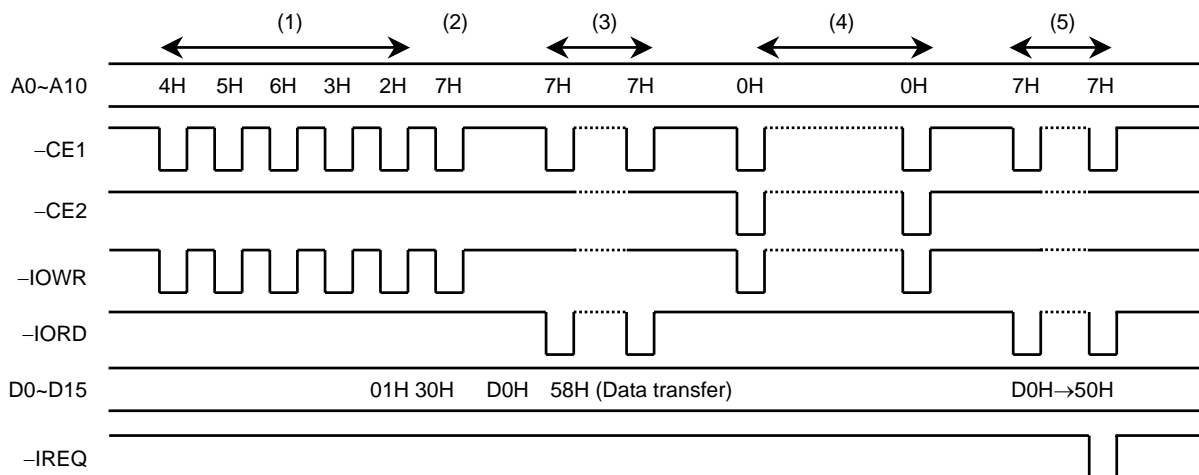 (1) (2) (3) (4) (5)
A0~A10 4H 5H 6H 3H 2H 7H 7H 7H 0H 0H 7H 7H
−CE1
−CE2
−IOWR
−IORD
D0~D15 01H 30H D0H 58H (Data transfer) D0H→50H
−IREQ